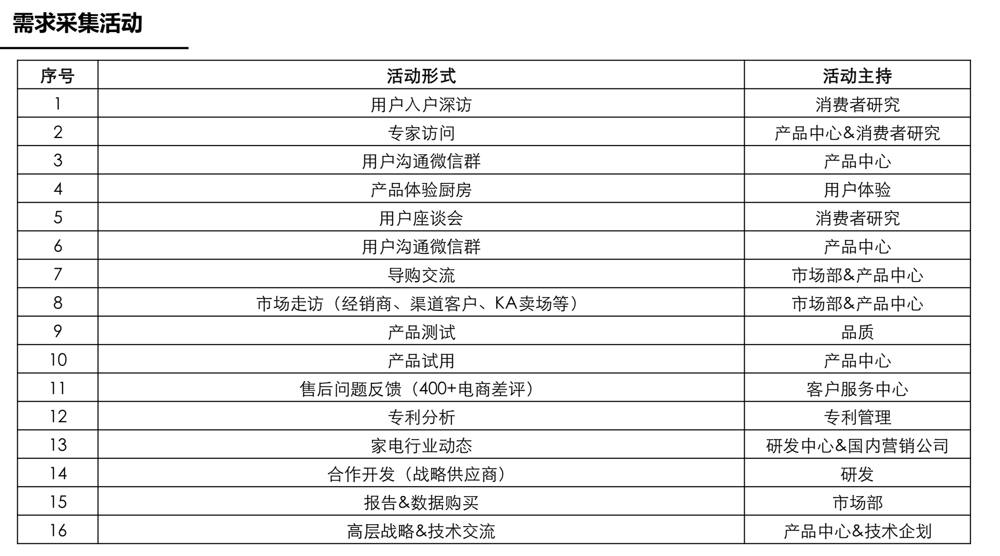 需求采集活动
序号 活动形式 活动主持
1 用户入户深访 消费者研究
2 专家访问 产品中心&消费者研究
3 用户沟通微信群 产品中心
4 产品体验厨房 用户体验
5 用户座谈会 消费者研究
6 用户沟通微信群 产品中心
7 导购交流 市场部&产品中心
8 市场走访（经销商、渠道客户、KA卖场等） 市场部&产品中心
9 产品测试 品质
10 产品试用 产品中心
11 售后问题反馈（400+电商差评） 客户服务中心
12 专利分析 专利管理
13 家电行业动态 研发中心&国内营销公司
14 合作开发（战略供应商） 研发
15 报告&数据购买 市场部
16 高层战略&技术交流 产品中心&技术企划